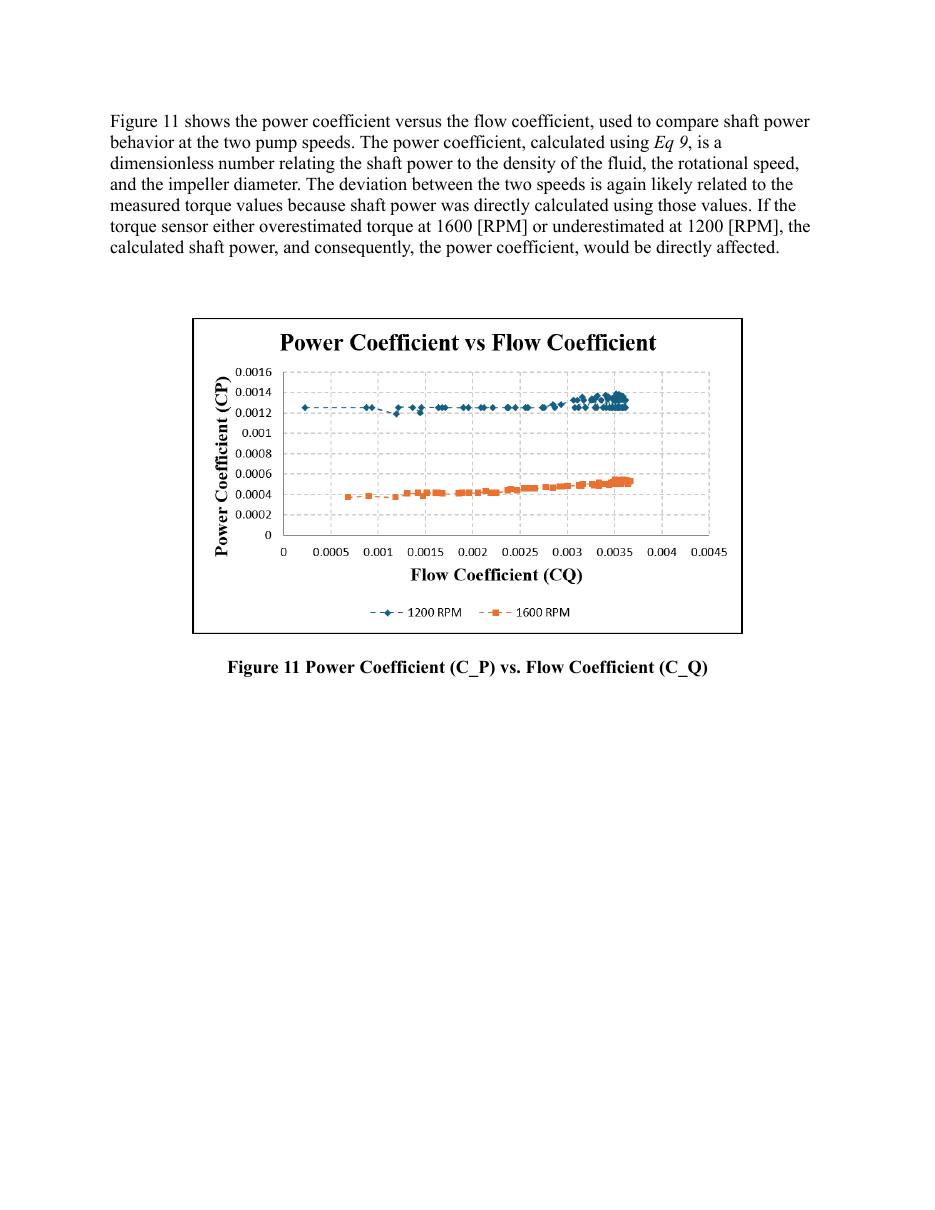 Figure 11 shows the power coefficient versus the flow coefficient, used to compare shaft power
behavior at the two pump speeds. The power coefficient, calculated using Eq 9, is a
dimensionless number relating the shaft power to the density of the fluid, the rotational speed,
and the impeller diameter. The deviation between the two speeds is again likely related to the
measured torque values because shaft power was directly calculated using those values. If the
torque sensor either overestimated torque at 1600 [RPM] or underestimated at 1200 [RPM], the
calculated shaft power, and consequently, the power coefficient, would be directly affected.
Power Coefficient vs Flow Coefficient
Power Coefficient (CP)
0.0016
0.0014
0.0012
0.001
0.0008
0.0006
0.0004
0.0002
0
0 0.0005 0.001 0.0015 0.002 0.0025 0.003 0.0035 0.004 0.0045
Flow Coefficient (CQ)
1200 RPM 1600 RPM
Figure 11 Power Coefficient (C_P) vs. Flow Coefficient (C_Q)